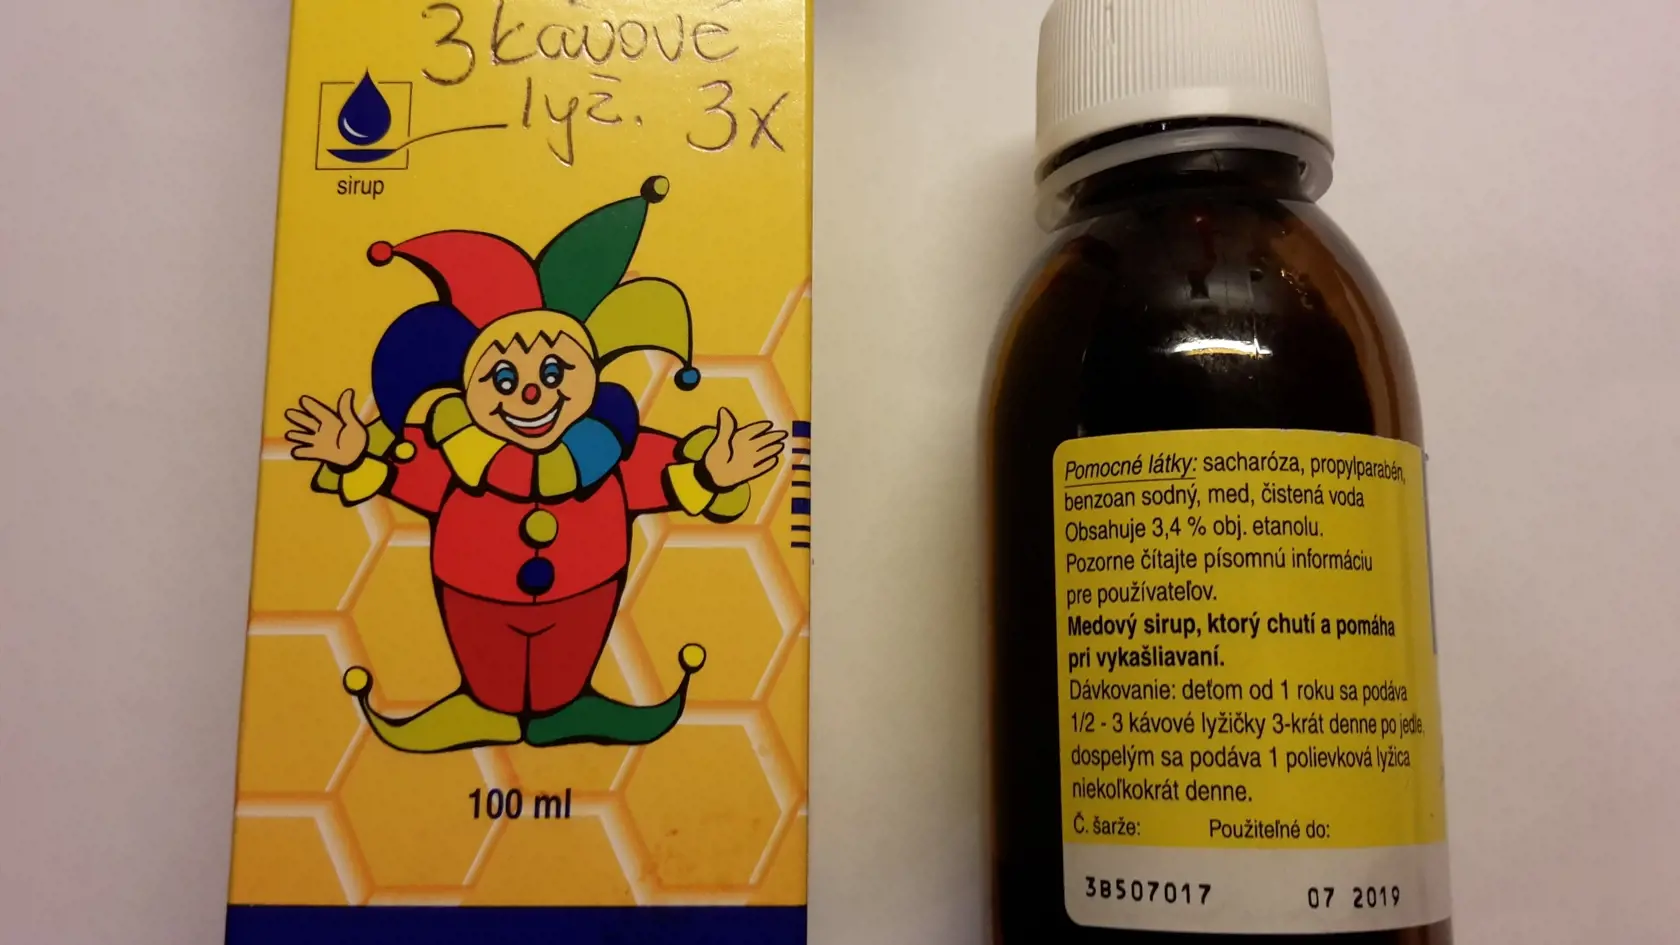 3 kávové
lyž. 3x
sirup
100 ml
Pomocné látky: sacharóza, propylparabén,
benzoan sodný, med, čistená voda
Obsahuje 3,4 % obj. etanolu.
Pozorne čítajte písomnú informáciu
pre používateľov.
Medový sirup, ktorý chutí a pomáha
pri vykašliavaní.
Dávkovanie: deťom od 1 roku sa podáva
1/2 - 3 kávové lyžičky 3-krát denne po jedle,
dospelým sa podáva 1 polievková lyžica
niekoľkokrát denne.
Č. šarže: Použiteľné do:
3B507017 07 2019